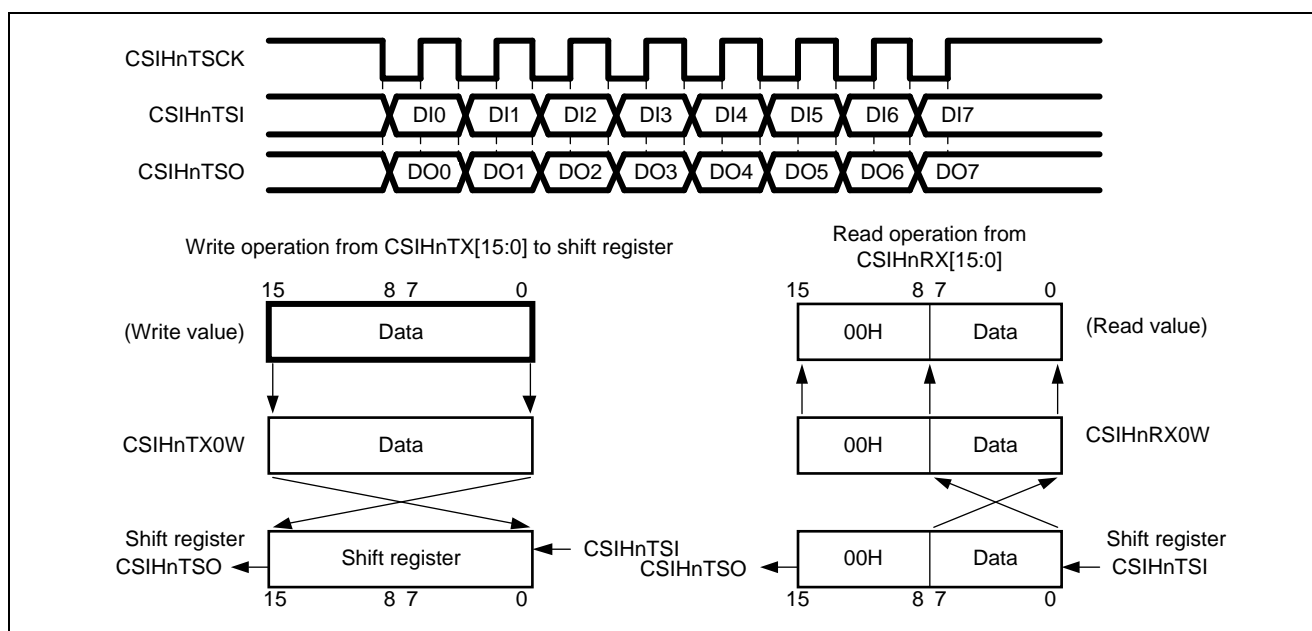 CSIHnTSCK
CSIHnTSI DI0 DI1 DI2 DI3 DI4 DI5 DI6 DI7
CSIHnTSO DO0 DO1 DO2 DO3 DO4 DO5 DO6 DO7
Write operation from CSIHnTX[15:0] to shift register
15 8 7 0
(Write value) Data
CSIHnTX0W Data
Shift register
CSIHnTSO Shift register CSIHnTSI
15 8 7 0
Read operation from
CSIHnRX[15:0]
15 8 7 0
00H Data (Read value)
00H Data CSIHnRX0W
Shift register
CSIHnTSO 00H Data CSIHnTSI
15 8 7 0